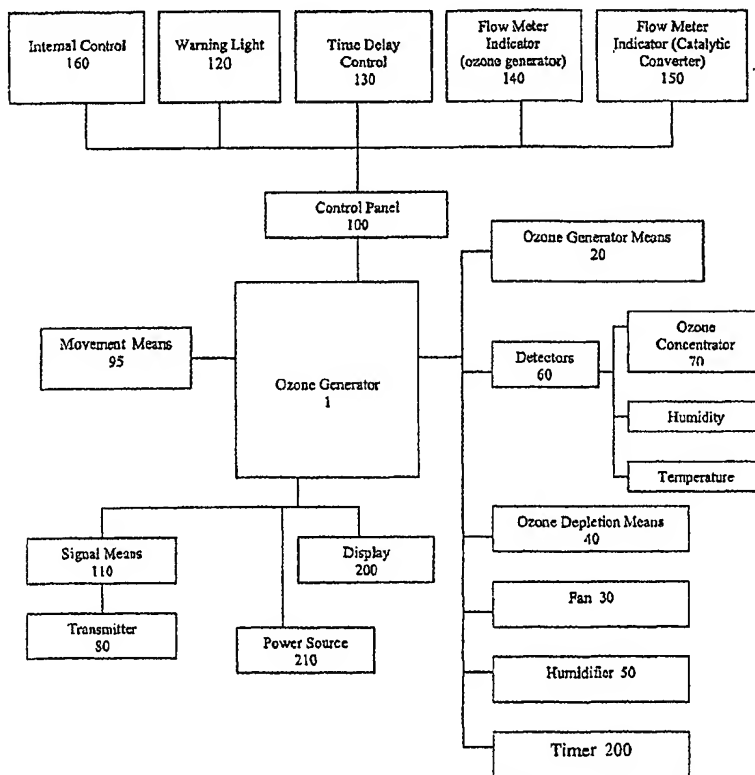 Internal Control
160
Warning Light
120
Time Delay
Control
130
Flow Meter
Indicator
(ozone generator)
140
Flow Meter
Indicator (Catalytic
Converter)
150
Control Panel
100
Ozone Generator Means
20
Movement Means
95
Ozone Generator
1
Detectors
60
Ozone
Concentrator
70
Humidity
Temperature
Signal Means
110
Display
200
Ozone Depletion Means
40
Transmitter
80
Power Source
210
Fan 30
Humidifier 50
Timer 200